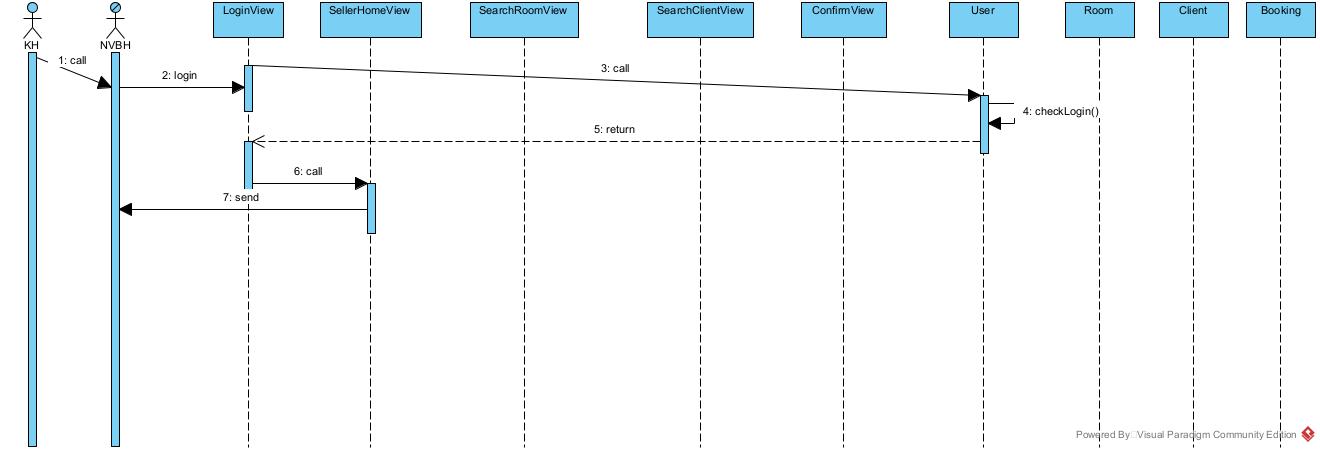 LoginView
SellerHomeView
SearchRoomView
SearchClientView
ConfirmView
User
Room
Client
Booking
KH
NVBH
1: call
2: login
3: call
4: checkLogin()
5: return
6: call
7: send
Powered By Visual Paradigm Community Edition